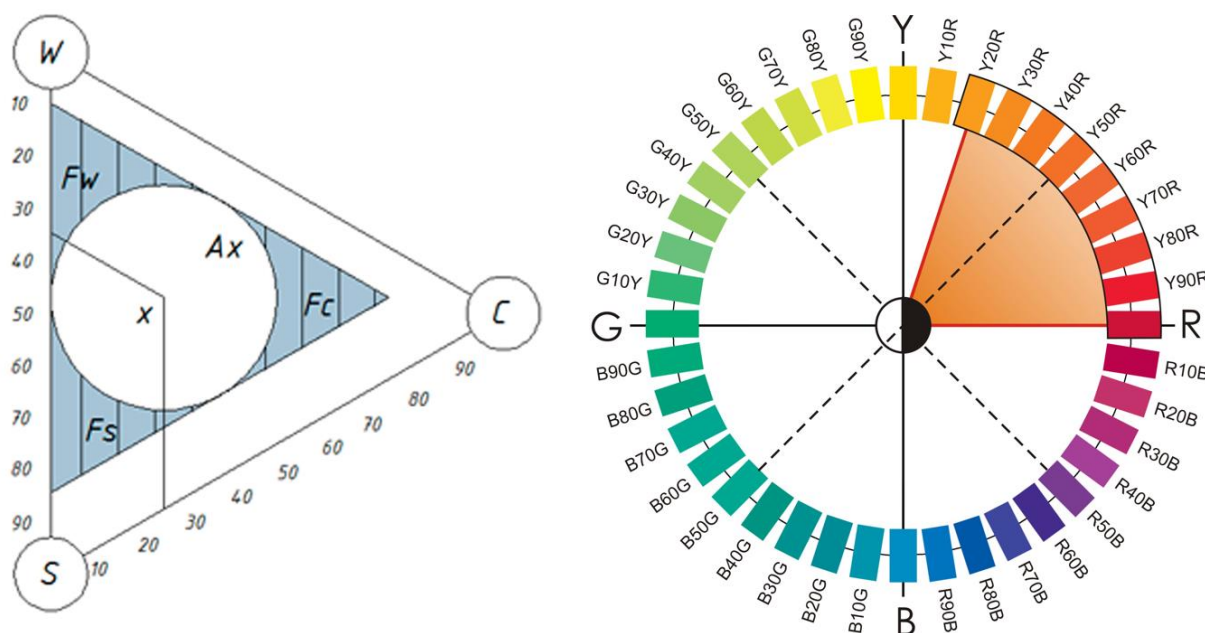 W
10
20
30
40
50
60
70
80
90
S
Fw
Ax
x
Fc
Fs
C
10
20
30
40
50
60
70
80
90
Y
Y10R
Y20R
Y30R
Y40R
Y50R
Y60R
Y70R
Y80R
Y90R
R
R10B
R20B
R30B
R40B
R50B
R60B
R70B
R80B
R90B
B
B10G
B20G
B30G
B40G
B50G
B60G
B70G
B80G
B90G
G
G10Y
G20Y
G30Y
G40Y
G50Y
G60Y
G70Y
G80Y
G90Y